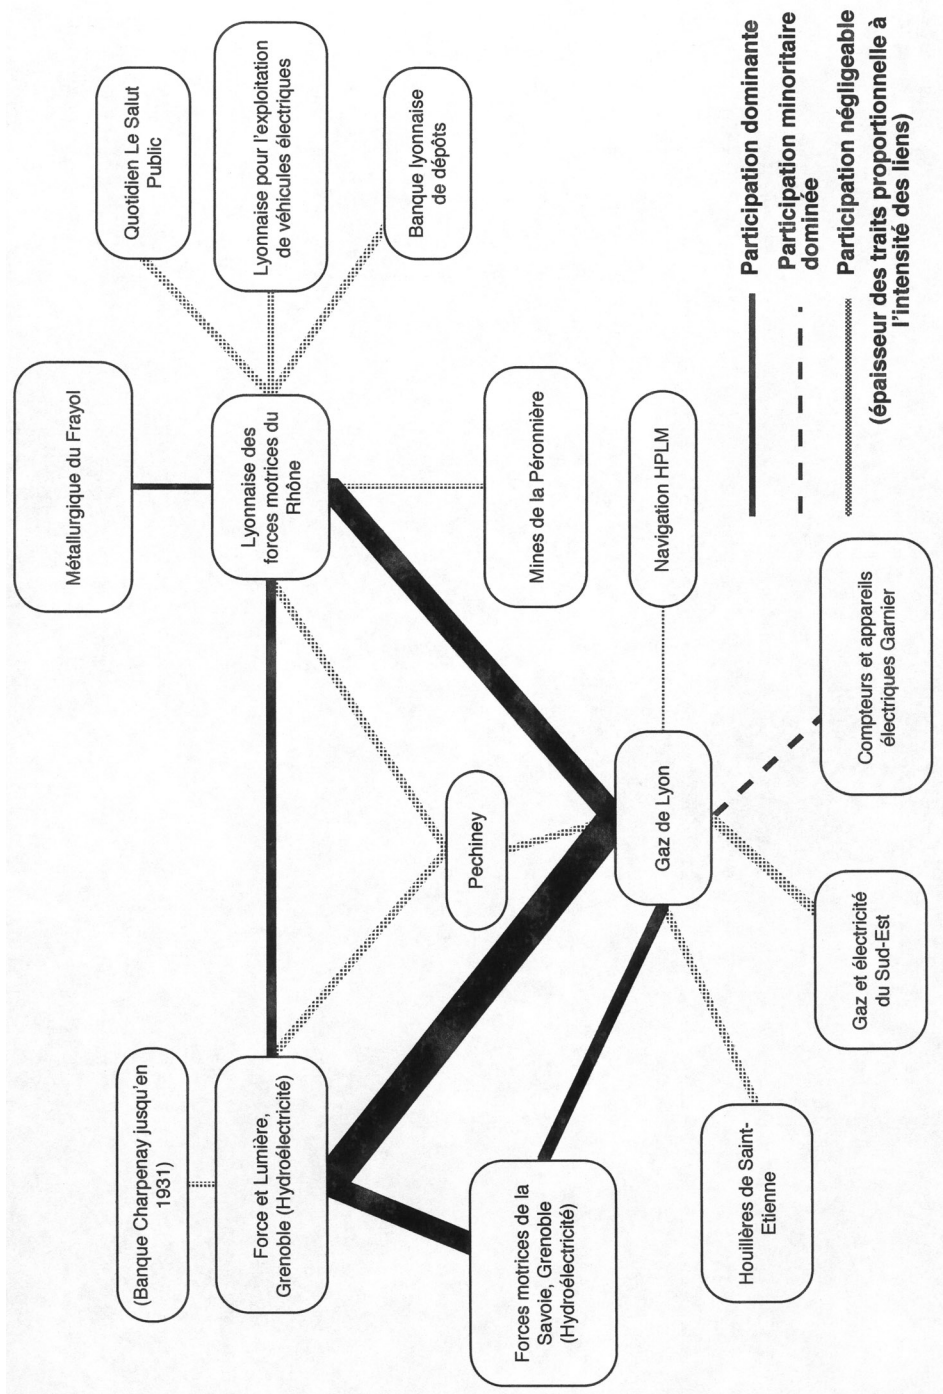 Métallurgique du Frayol
(Banque Charpenay jusqu'en
1931)
Quotidien Le Salut
Public
Force et Lumière,
Grenoble (Hydroélectricité)
Lyonnaise des
forces motrices du
Rhône
Lyonnaise pour l'exploitation
de véhicules électriques
Banque lyonnaise
de dépôts
Pechiney
Mines de la Péronnière
Forces motrices de la
Savoie, Grenoble
(Hydroélectricité)
Gaz de Lyon
Navigation HPLM
Houillères de Saint-
Etienne
Gaz et électricité
du Sud-Est
Compteurs et appareils
électriques Garnier
Participation dominante
Participation minoritaire
dominée
Participation négligeable
(épaisseur des traits proportionnelle à
l'intensité des liens)